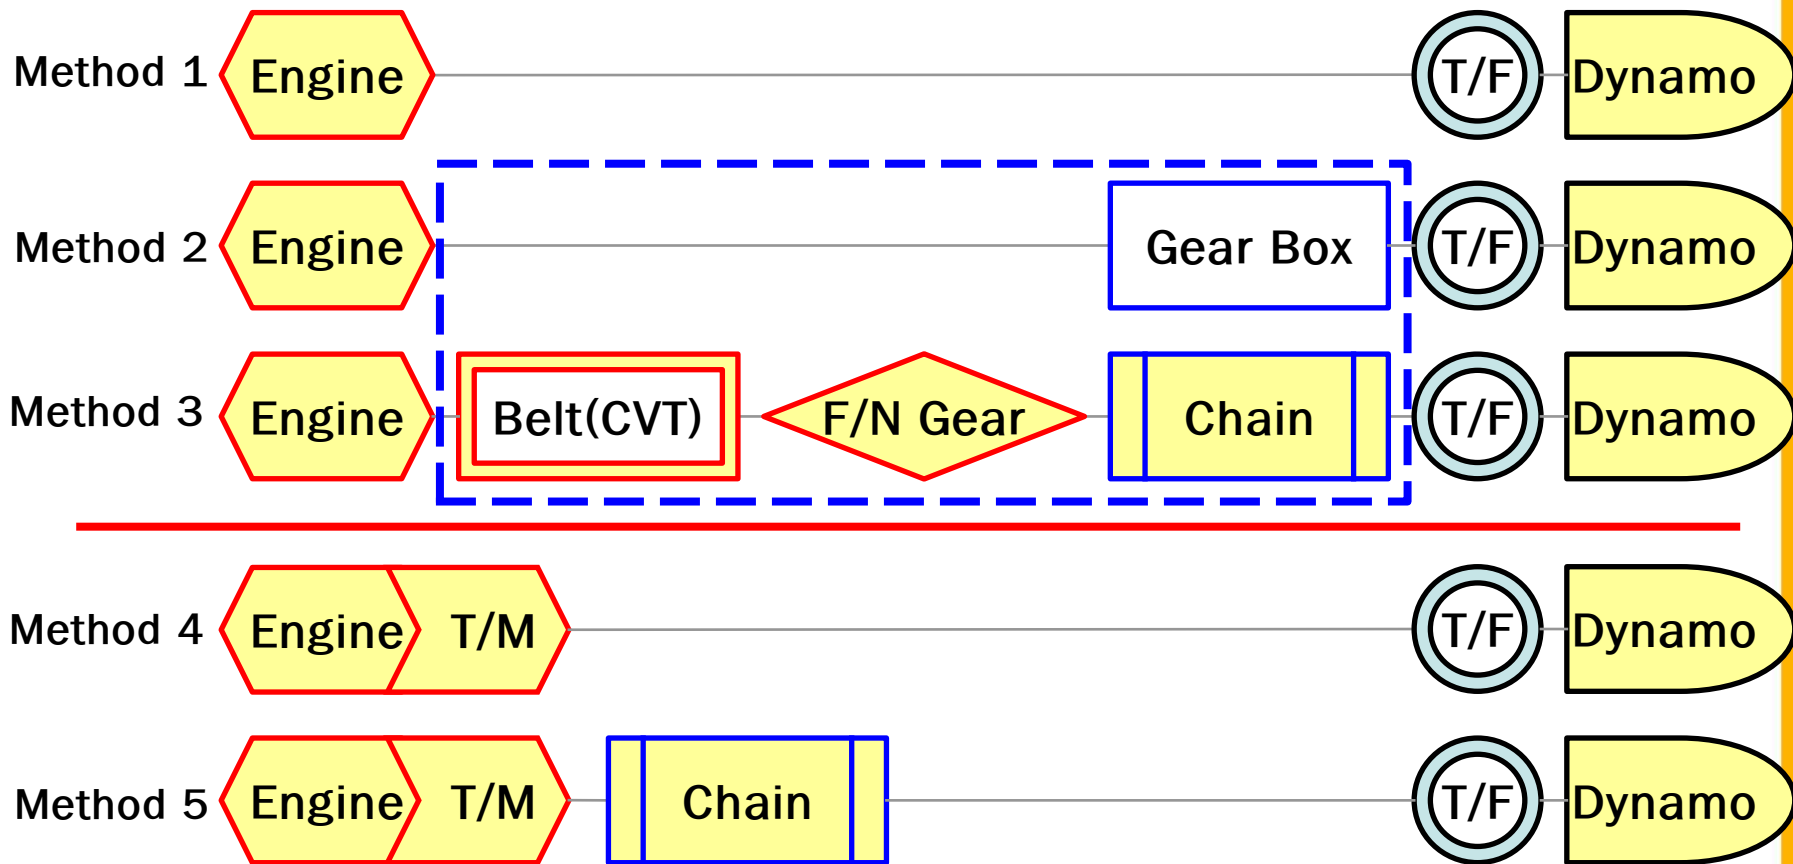 Method 1 Engine T/F Dynamo
Method 2 Engine Gear Box T/F Dynamo
Method 3 Engine Belt(CVT) F/N Gear Chain T/F Dynamo
Method 4 Engine T/M T/F Dynamo
Method 5 Engine T/M Chain T/F Dynamo